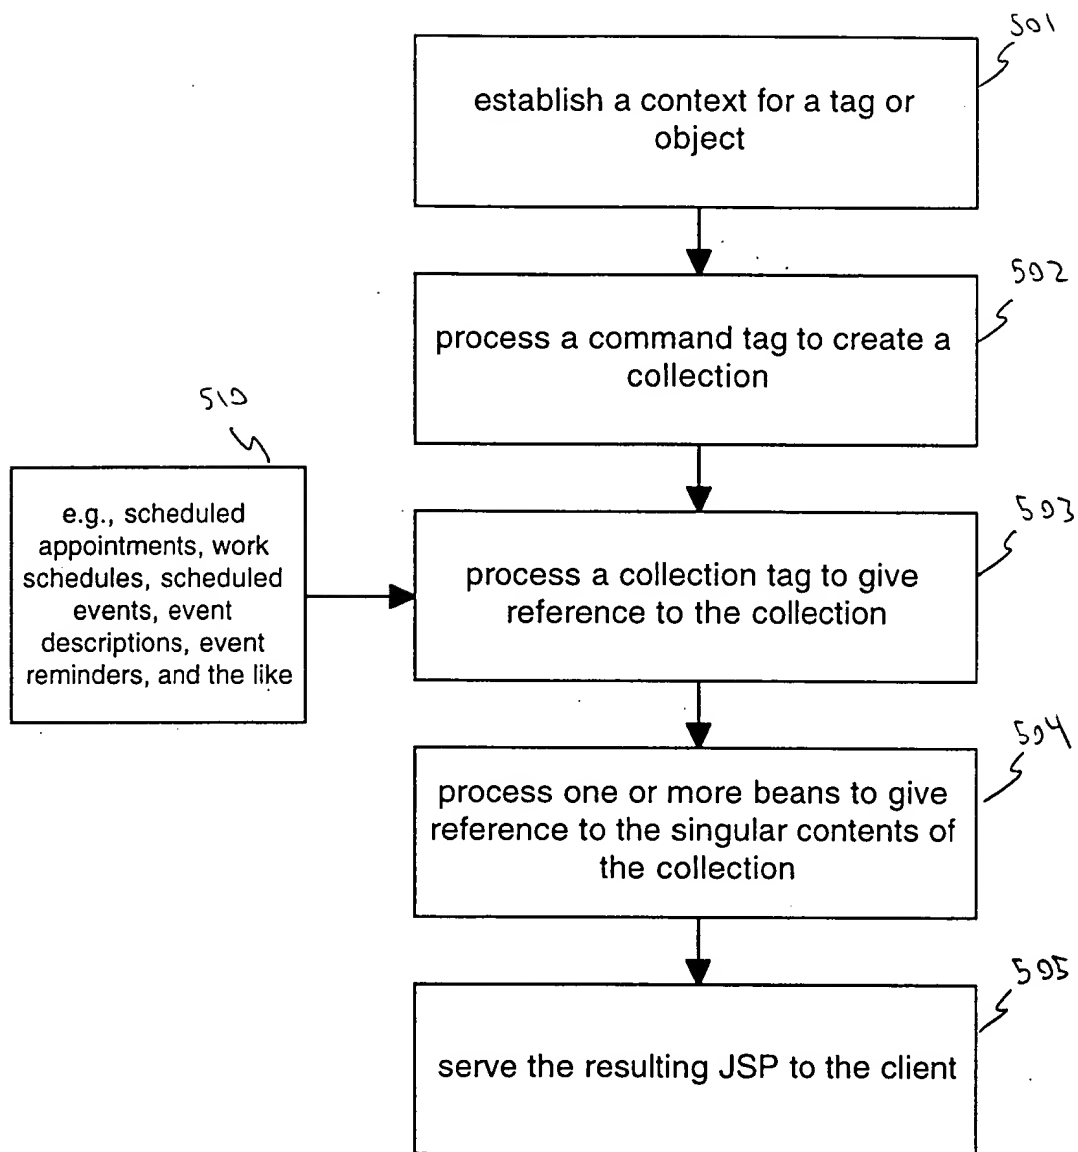 501
establish a context for a tag or
object
502
process a command tag to create a
collection
510
e.g., scheduled
appointments, work
schedules, scheduled
events, event
descriptions, event
reminders, and the like
503
process a collection tag to give
reference to the collection
504
process one or more beans to give
reference to the singular contents of
the collection
505
serve the resulting JSP to the client